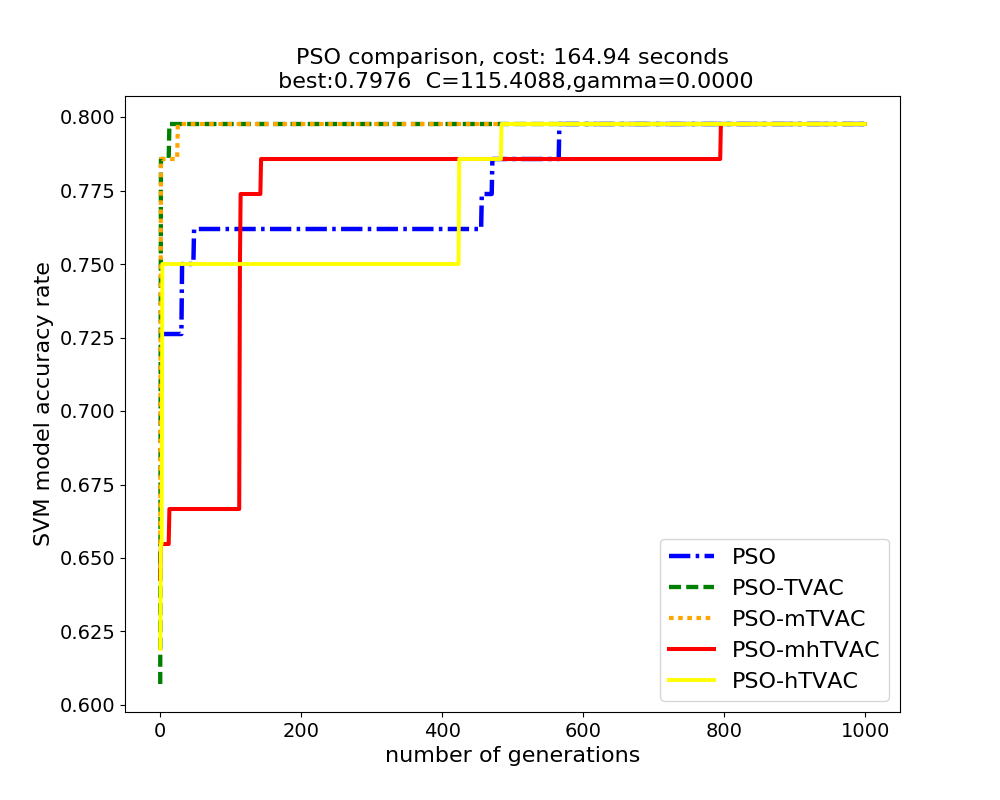 PSO comparison, cost: 164.94 seconds
best:0.7976  C=115.4088,gamma=0.0000
SVM model accuracy rate
0.800
0.775
0.750
0.725
0.700
0.675
0.650
0.625
0.600
PSO
PSO-TVAC
PSO-mTVAC
PSO-mhTVAC
PSO-hTVAC
0 200 400 600 800 1000
number of generations